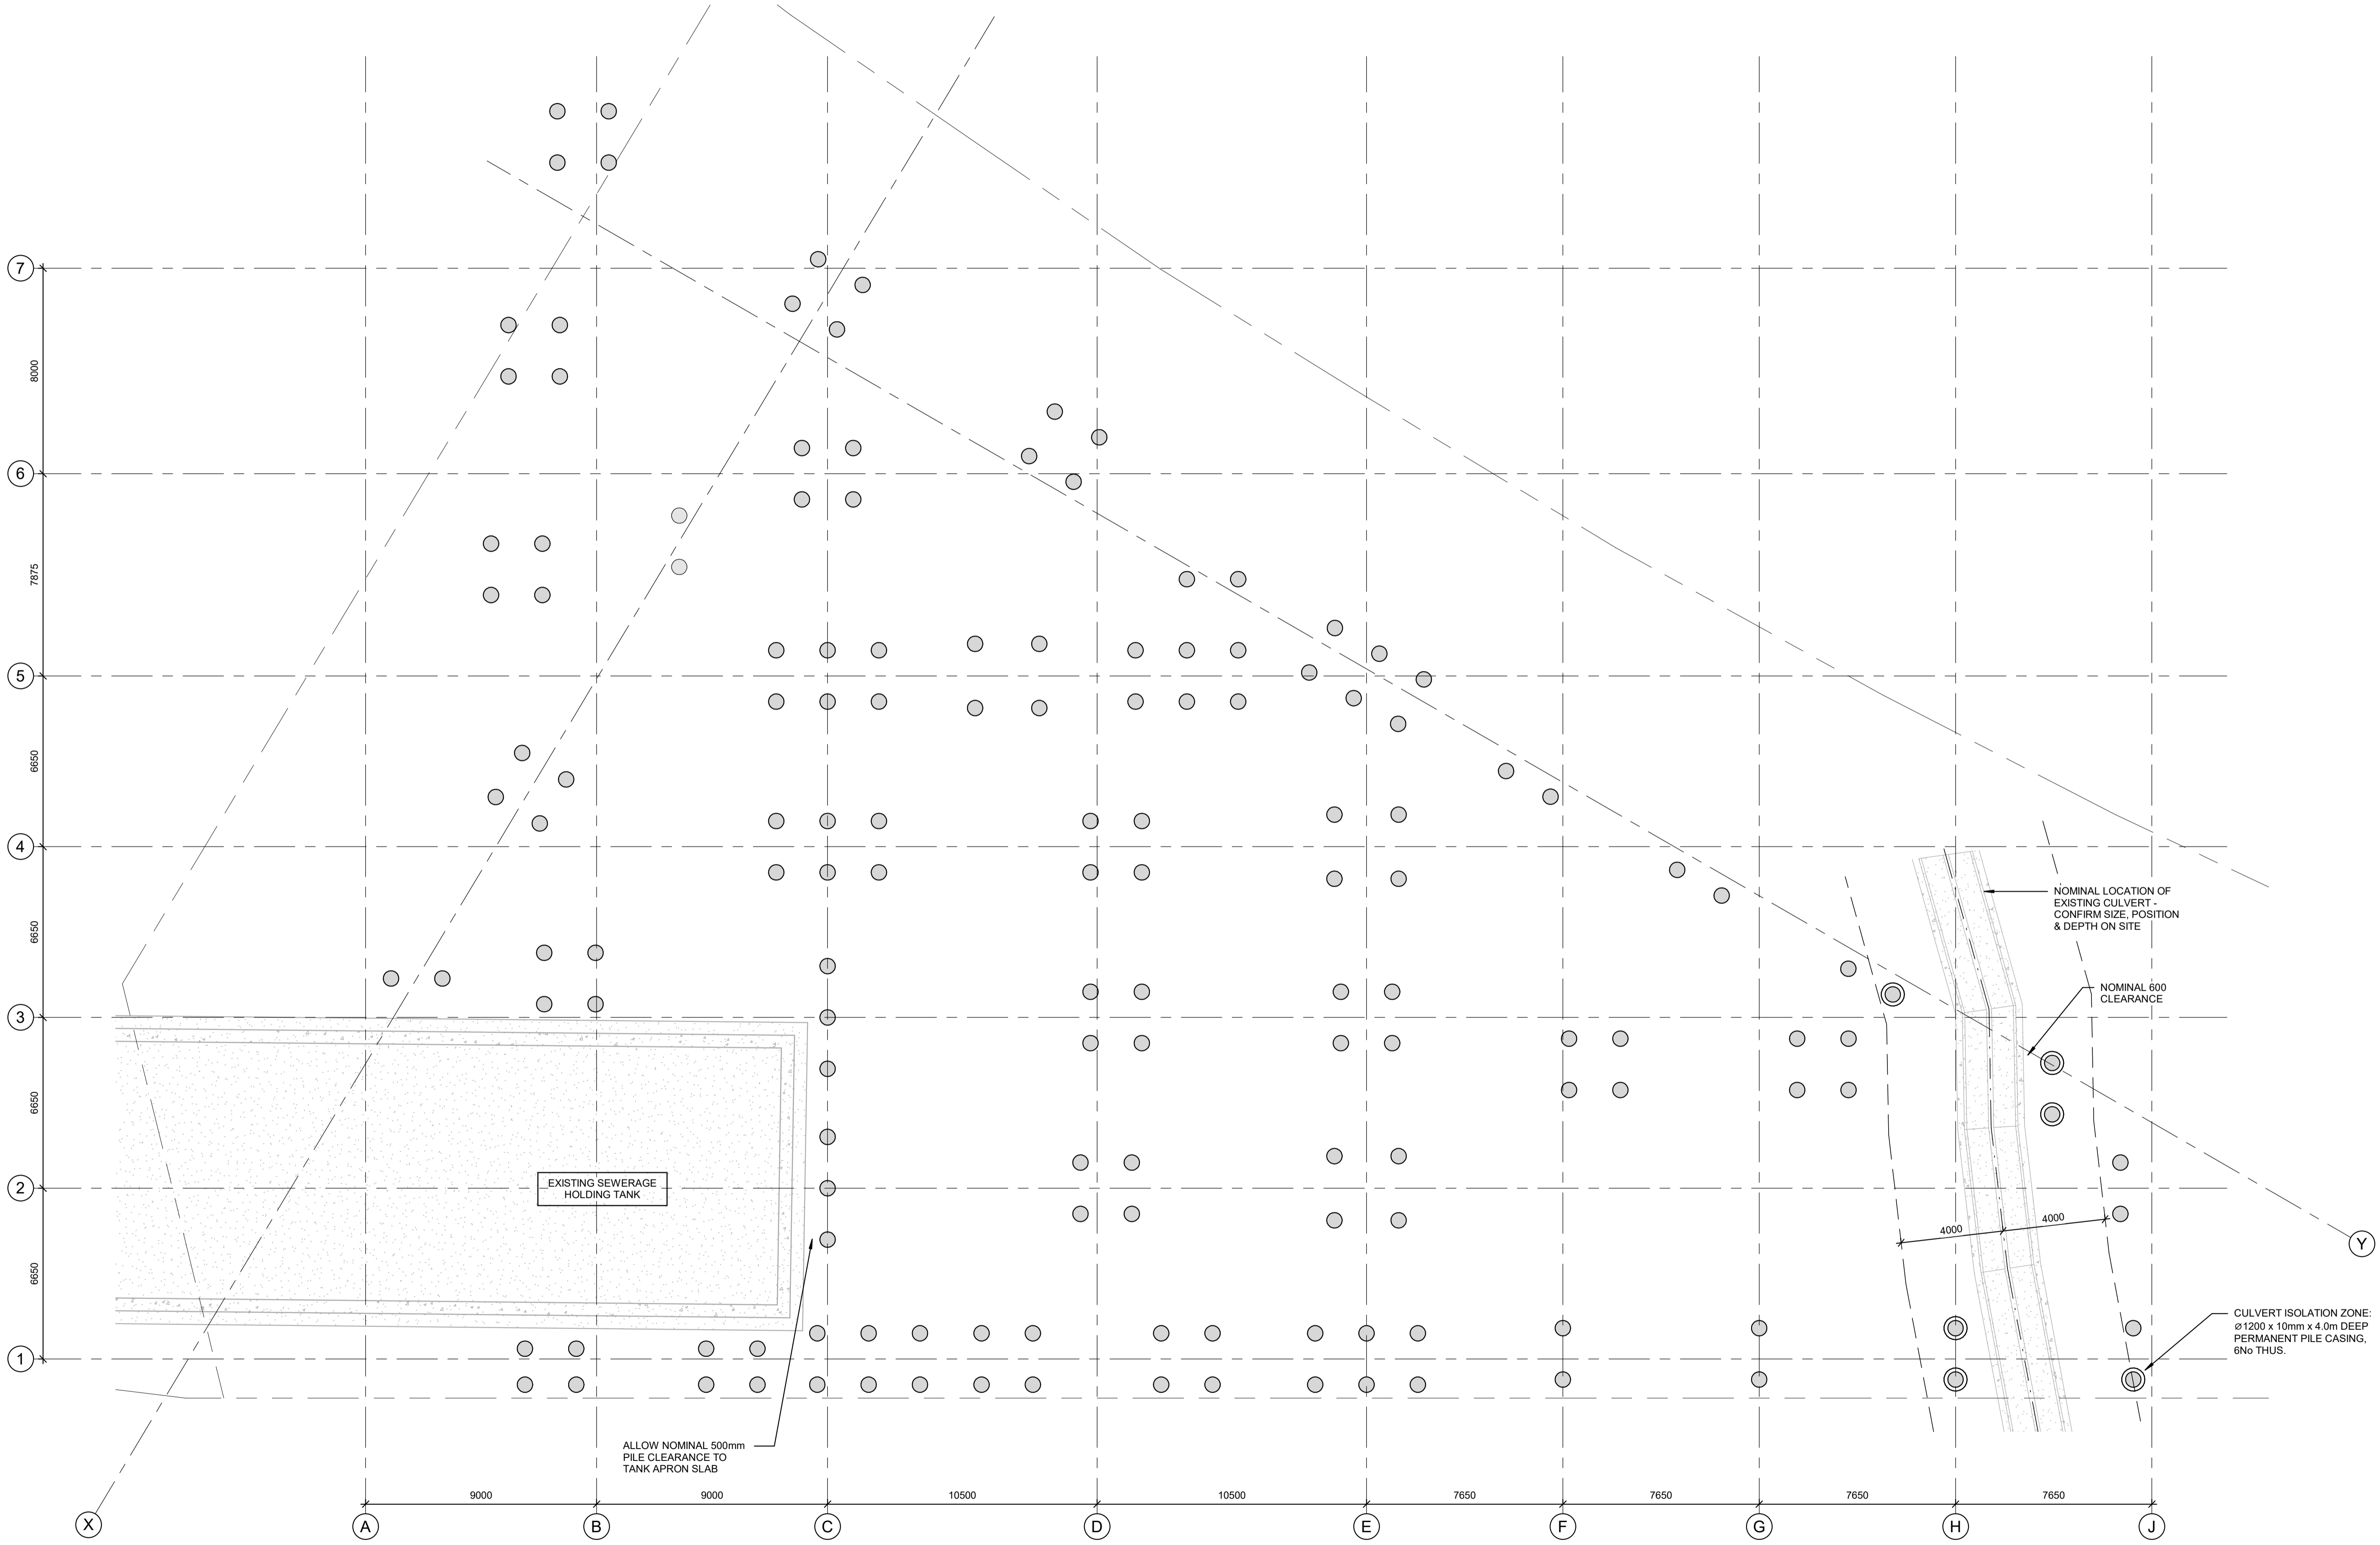 7
8000
6
7875
5
6650
4
6650
3
6650
2
6650
1
NOMINAL LOCATION OF
EXISTING CULVERT -
CONFIRM SIZE, POSITION
& DEPTH ON SITE
NOMINAL 600
CLEARANCE
EXISTING SEWERAGE
HOLDING TANK
4000
4000
Y
CULVERT ISOLATION ZONE:
⌀1200 x 10mm x 4.0m DEEP
PERMANENT PILE CASING,
6No THUS.
ALLOW NOMINAL 500mm
PILE CLEARANCE TO
TANK APRON SLAB
9000
9000
10500
10500
7650
7650
7650
7650
X
A
B
C
D
E
F
G
H
J